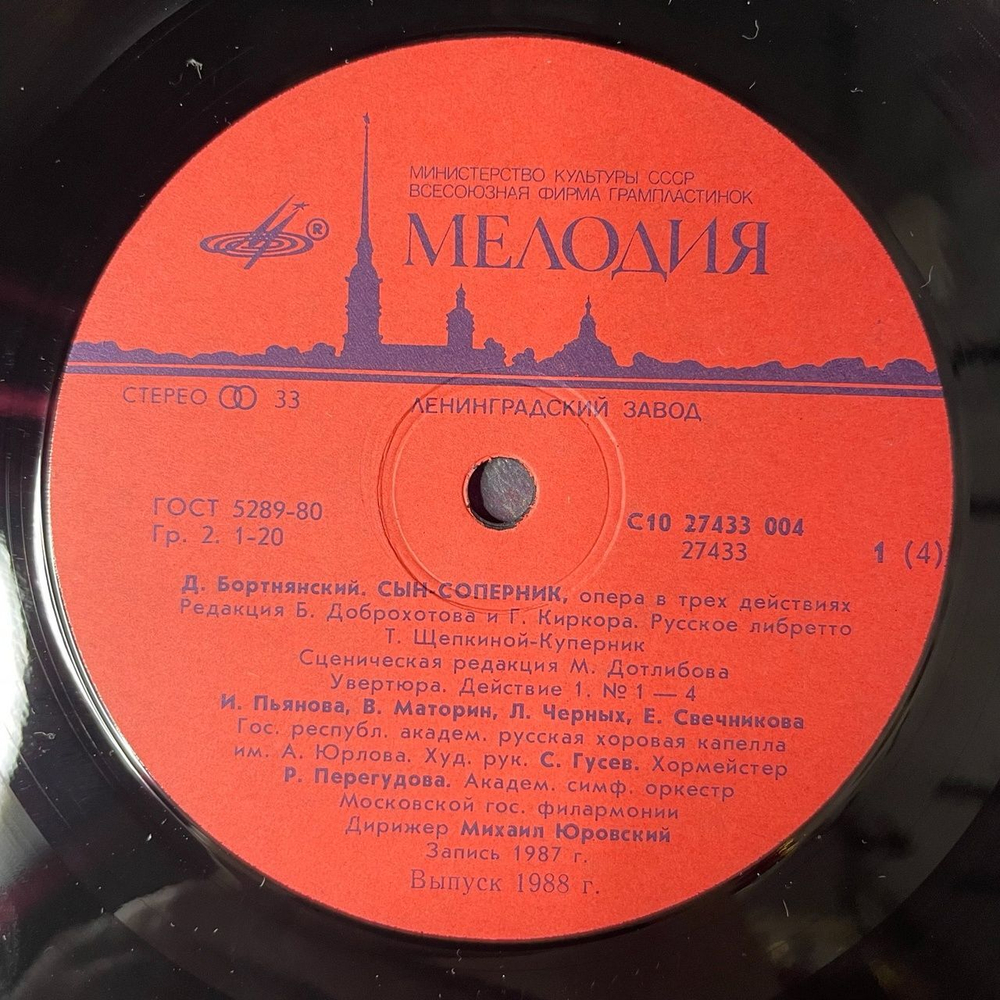 МИНИСТЕРСТВО КУЛЬТУРЫ СССР
ВСЕСОЮЗНАЯ ФИРМА ГРАМПЛАСТИНОК
МЕЛОДИЯ
®
СТЕРЕО 33
ЛЕНИНГРАДСКИЙ ЗАВОД
ГОСТ 5289-80
Гр. 2. 1-20
С10 27433 004
27433
1 (4)
Д. Бортнянский. СЫН-СОПЕРНИК, опера в трех действиях
Редакция Б. Доброхотова и Г. Киркора. Русское либретто
Т. Щепкиной-Куперник
Сценическая редакция М. Дотлибова
Увертюра. Действие 1, № 1 — 4
И. Пьянова, В. Маторин, Л. Черных, Е. Свечникова
Гос. республ. академ. русская хоровая капелла
им. А. Юрлова. Худ. рук. С. Гусев. Хормейстер
Р. Перегудова. Академ. симф. оркестр
Московской гос. филармонии
Дирижер Михаил Юровский
Запись 1987 г.
Выпуск 1988 г.